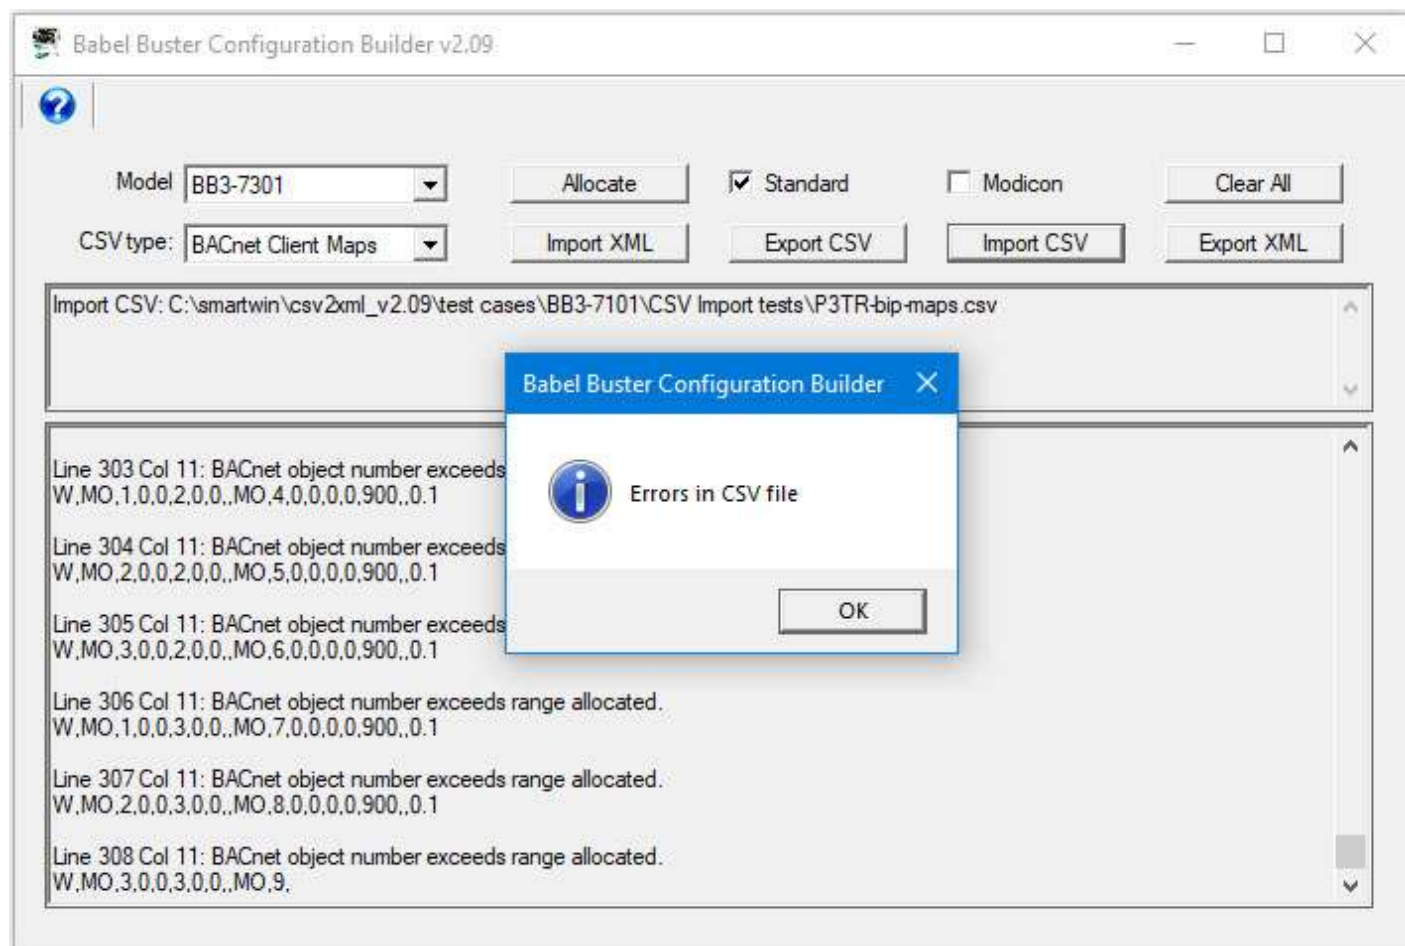 Babel Buster Configuration Builder v2.09
Model BB3-7301 Allocate Standard Modicon Clear All
CSV type: BACnet Client Maps Import XML Export CSV Import CSV Export XML
Import CSV: C:\smartwin\csv2xml_v2.09\test cases\BB3-7101\CSV Import tests\P3TR-bip-maps.csv
Babel Buster Configuration Builder
Errors in CSV file
OK
Line 303 Col 11: BACnet object number exceeds
W,MO,1,0,0,2,0,0,,MO,4,0,0,0,0,900,,0.1
Line 304 Col 11: BACnet object number exceeds
W,MO,2,0,0,2,0,0,,MO,5,0,0,0,0,900,,0.1
Line 305 Col 11: BACnet object number exceeds
W,MO,3,0,0,2,0,0,,MO,6,0,0,0,0,900,,0.1
Line 306 Col 11: BACnet object number exceeds range allocated.
W,MO,1,0,0,3,0,0,,MO,7,0,0,0,0,900,,0.1
Line 307 Col 11: BACnet object number exceeds range allocated.
W,MO,2,0,0,3,0,0,,MO,8,0,0,0,0,900,,0.1
Line 308 Col 11: BACnet object number exceeds range allocated.
W,MO,3,0,0,3,0,0,,MO,9,